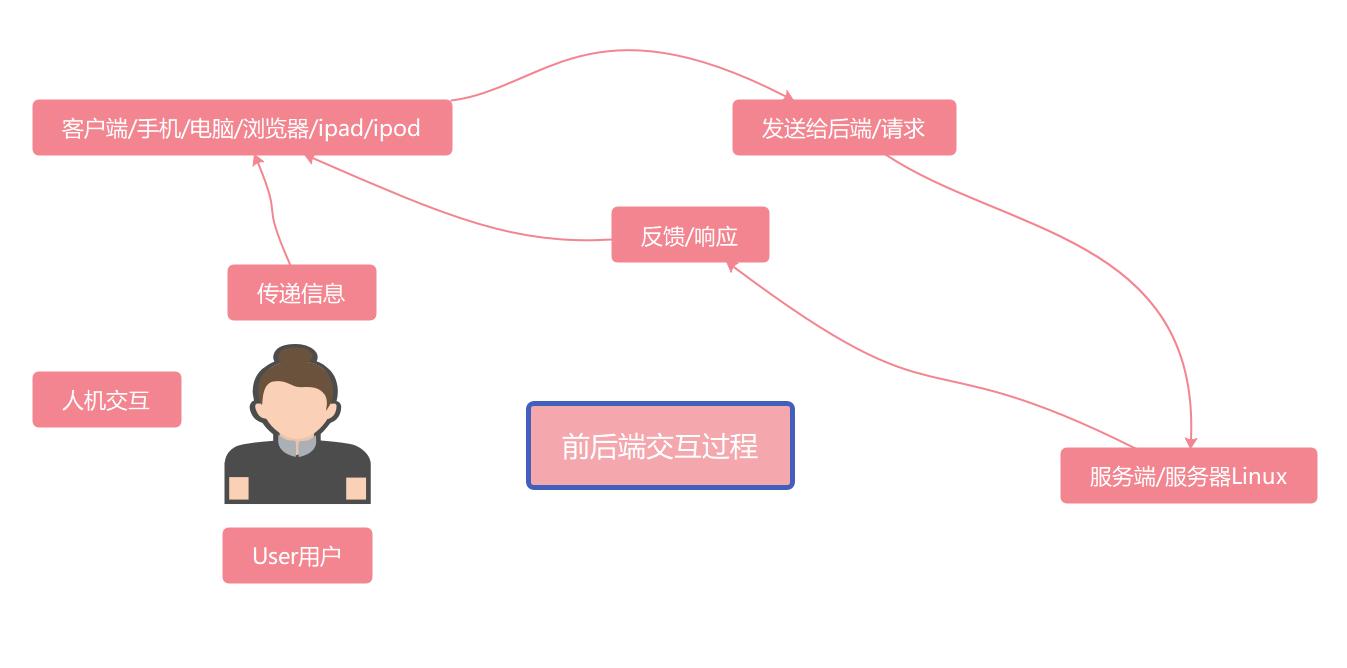 客户端/手机/电脑/浏览器/ipad/ipod
发送给后端/请求
反馈/响应
传递信息
人机交互
前后端交互过程
服务端/服务器Linux
User用户